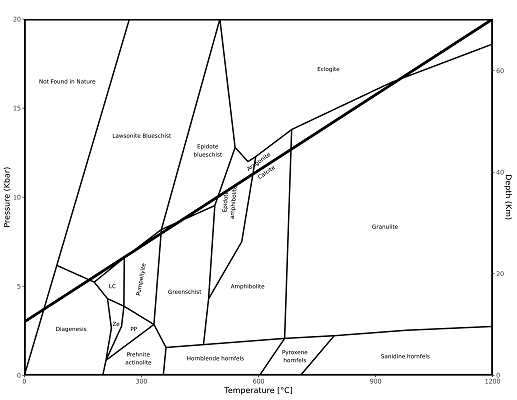 20
15
10
5
0
Pressure (Kbar)
0
300
600
900
1200
Temperature [°C]
60
40
20
0
Depth (Km)
Not Found in Nature
Eclogite
Lawsonite Blueschist
Epidote
blueschist
Aragonite
Calcite
Epidote
amphibolite
Granulite
Pumpellyite
LC
Greenschist
Amphibolite
Diagenesis
Ze
PP
Prehnite
actinolite
Hornblende hornfels
Pyroxene
hornfels
Sanidine hornfels